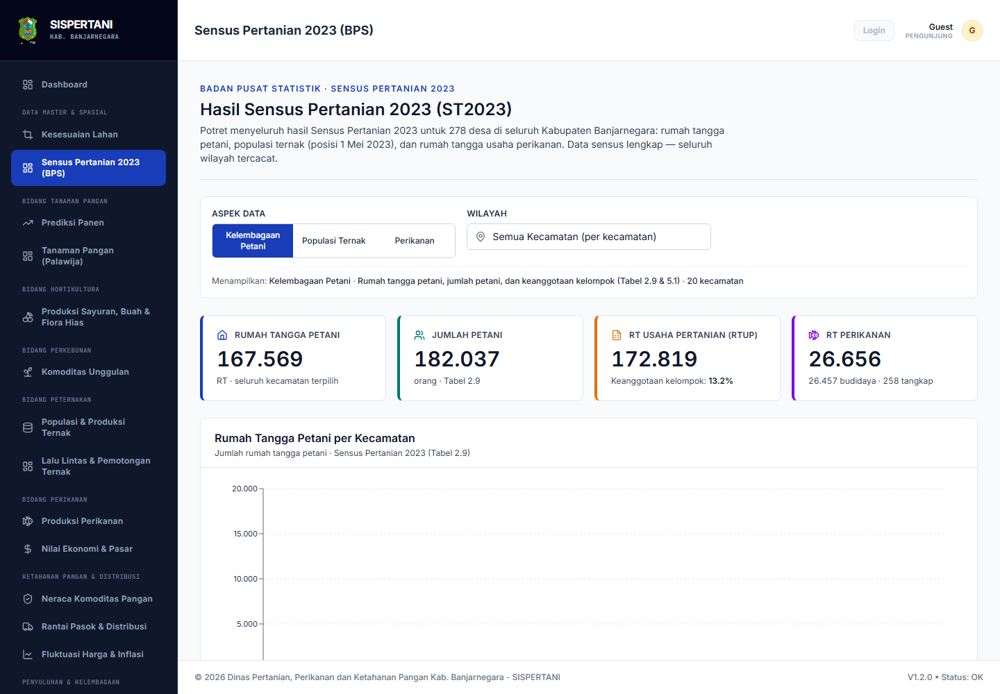 SISPERTANI
KAB. BANJARNEGARA
Dashboard
DATA MASTER & SPASIAL
Kesesuaian Lahan
Sensus Pertanian 2023
(BPS)
BIDANG TANAMAN PANGAN
Prediksi Panen
Tanaman Pangan
(Palawija)
BIDANG HORTIKULTURA
Produksi Sayuran, Buah &
Flora Hias
BIDANG PERKEBUNAN
Komoditas Unggulan
BIDANG PETERNAKAN
Populasi & Produksi
Ternak
Lalu Lintas & Pemotongan
Ternak
BIDANG PERIKANAN
Produksi Perikanan
Nilai Ekonomi & Pasar
KETAHANAN PANGAN & DISTRIBUSI
Neraca Komoditas Pangan
Rantai Pasok & Distribusi
Fluktuasi Harga & Inflasi
PENYULUHAN & KELEMBAGAAN
Sensus Pertanian 2023 (BPS)
Login
Guest
PENGUNJUNG
G
BADAN PUSAT STATISTIK · SENSUS PERTANIAN 2023
Hasil Sensus Pertanian 2023 (ST2023)
Potret menyeluruh hasil Sensus Pertanian 2023 untuk 278 desa di seluruh Kabupaten Banjarnegara: rumah tangga
petani, populasi ternak (posisi 1 Mei 2023), dan rumah tangga usaha perikanan. Data sensus lengkap — seluruh
wilayah tercacat.
ASPEK DATA
Kelembagaan
Petani
Populasi Ternak
Perikanan
WILAYAH
Semua Kecamatan (per kecamatan)
Menampilkan: Kelembagaan Petani · Rumah tangga petani, jumlah petani, dan keanggotaan kelompok (Tabel 2.9 & 5.1) · 20 kecamatan
RUMAH TANGGA PETANI
167.569
RT · seluruh kecamatan terpilih
JUMLAH PETANI
182.037
orang · Tabel 2.9
RT USAHA PERTANIAN (RTUP)
172.819
Keanggotaan kelompok: 13.2%
RT PERIKANAN
26.656
26.457 budidaya · 258 tangkap
Rumah Tangga Petani per Kecamatan
Jumlah rumah tangga petani · Sensus Pertanian 2023 (Tabel 2.9)
20.000
15.000
10.000
5.000
© 2026 Dinas Pertanian, Perikanan dan Ketahanan Pangan Kab. Banjarnegara - SISPERTANI
V1.2.0 • Status: OK